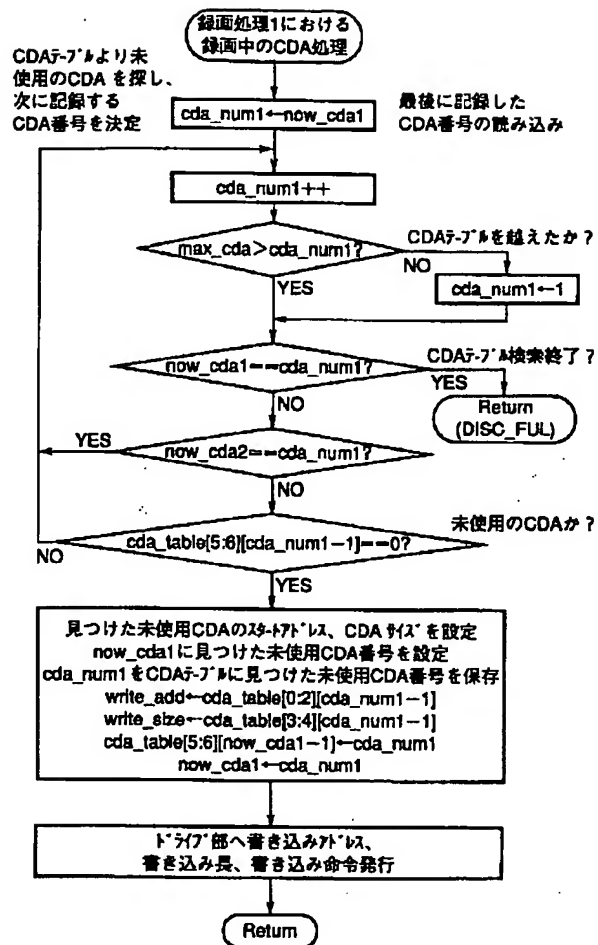 録画処理1における
録画中のCDA処理
CDAテーブルより未
使用のCDA を探し、
次に記録する
CDA番号を決定
cda_num1←now_cda1
最後に記録した
CDA番号の読み込み
cda_num1++
max_cda>cda_num1?
CDAテーブルを越えたか?
NO
YES
cda_num1←1
now_cda1==cda_num1?
CDAテーブル検索終了?
YES
NO
Return
(DISC_FUL)
YES
now_cda2==cda_num1?
NO
未使用のCDAか?
NO
cda_table[5:6][cda_num1−1]==0?
YES
見つけた未使用CDAのスタートアドレス、CDA サイズを設定
now_cda1に見つけた未使用CDA番号を設定
cda_num1をCDAテーブルに見つけた未使用CDA番号を保存
write_add←cda_table[0:2][cda_num1−1]
write_size←cda_table[3:4][cda_num1−1]
cda_table[5:6][now_cda1−1]←cda_num1
now_cda1←cda_num1
ドライブ部へ書き込みアドレス、
書き込み長、書き込み命令発行
Return